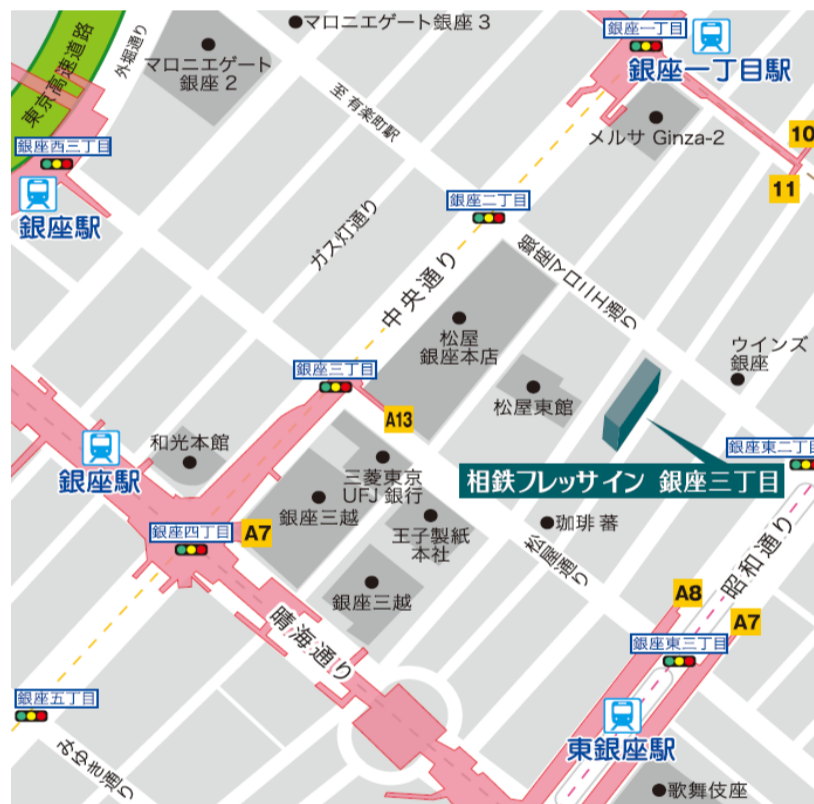 マロニエゲート銀座 3
銀座一丁目
外堀通り
マロニエゲート
銀座 2
銀座一丁目駅
東京高速道路
至 有楽町駅
メルサ Ginza-2
10
11
銀座西三丁目
銀座駅
銀座二丁目
ガス灯通り
中央通り
銀座マロニエ通り
松屋
銀座本店
ウインズ
銀座
銀座三丁目
松屋東館
A13
和光本館
銀座東二丁目
銀座駅
三菱東京
UFJ 銀行
相鉄フレッサイン 銀座三丁目
銀座三越
王子製紙
本社
珈琲 蕃
銀座四丁目
A7
松屋通り
昭和通り
銀座三越
A8
A7
晴海通り
銀座東三丁目
銀座五丁目
東銀座駅
みゆき通り
歌舞伎座